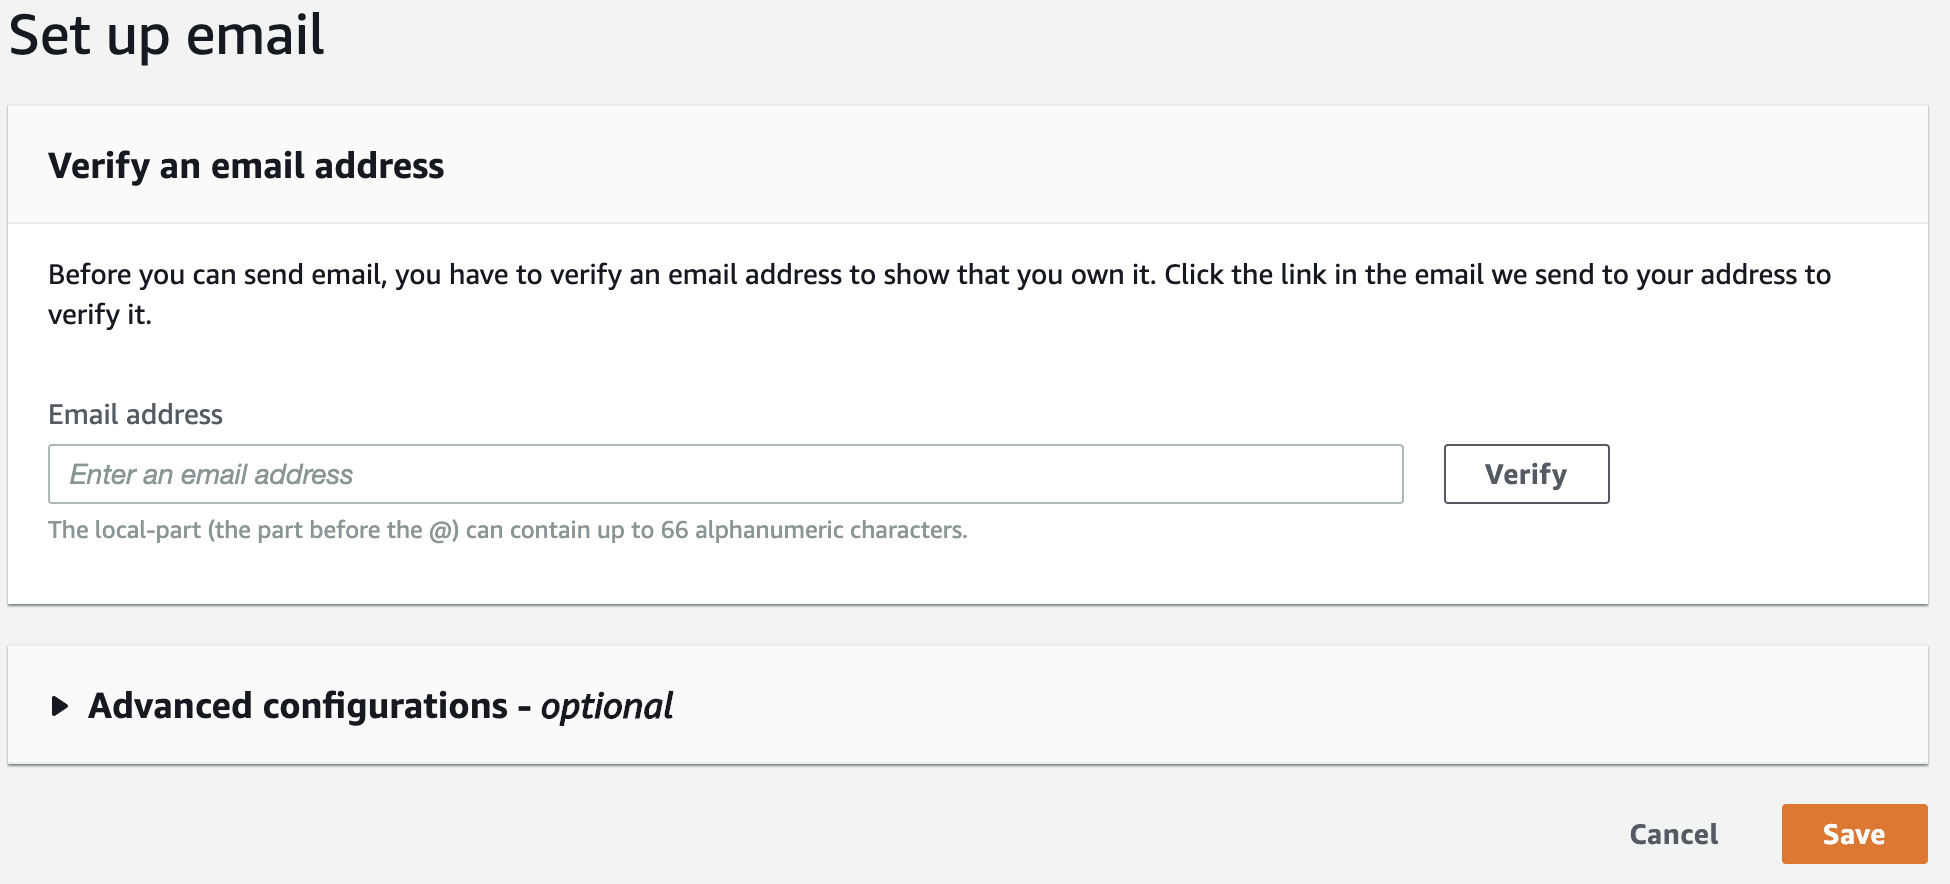 Set up email
Verify an email address
Before you can send email, you have to verify an email address to show that you own it. Click the link in the email we send to your address to
verify it.
Email address
Enter an email address
Verify
The local-part (the part before the @) can contain up to 66 alphanumeric characters.
Advanced configurations - optional
Cancel
Save